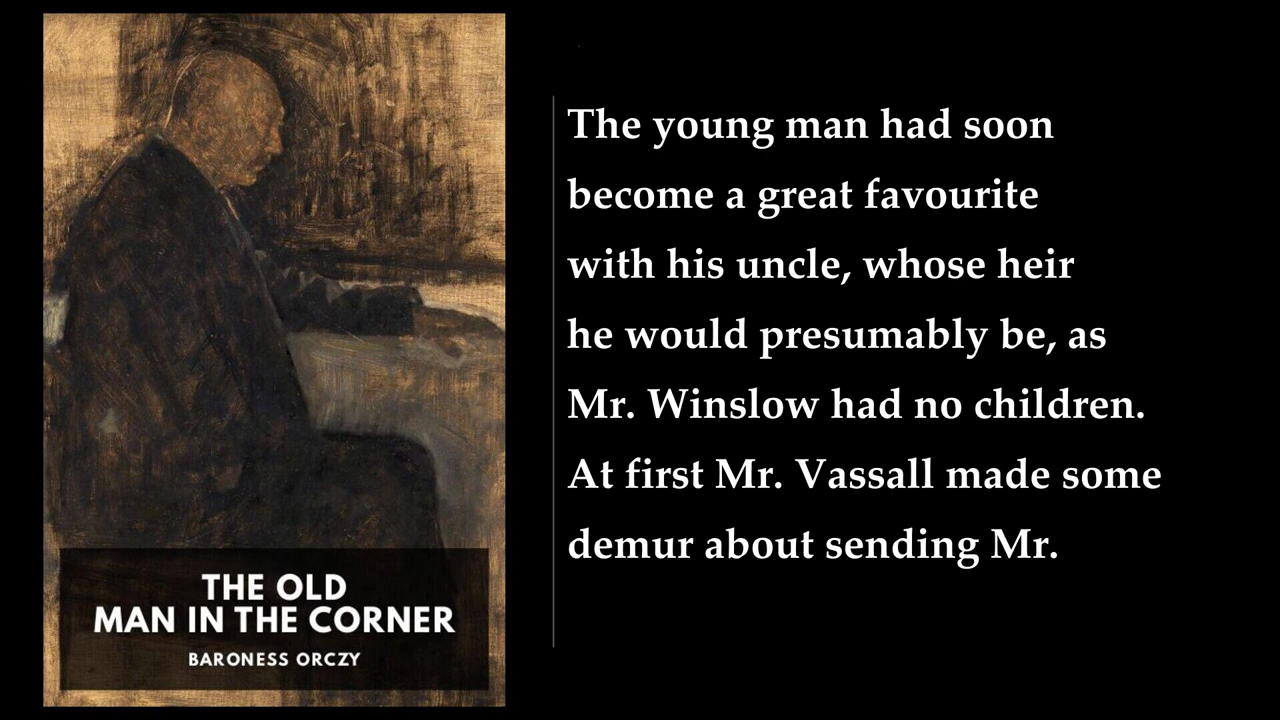 THE OLD
MAN IN THE CORNER
BARONESS ORCZY
The young man had soon
become a great favourite
with his uncle, whose heir
he would presumably be, as
Mr. Winslow had no children.
At first Mr. Vassall made some
demur about sending Mr.